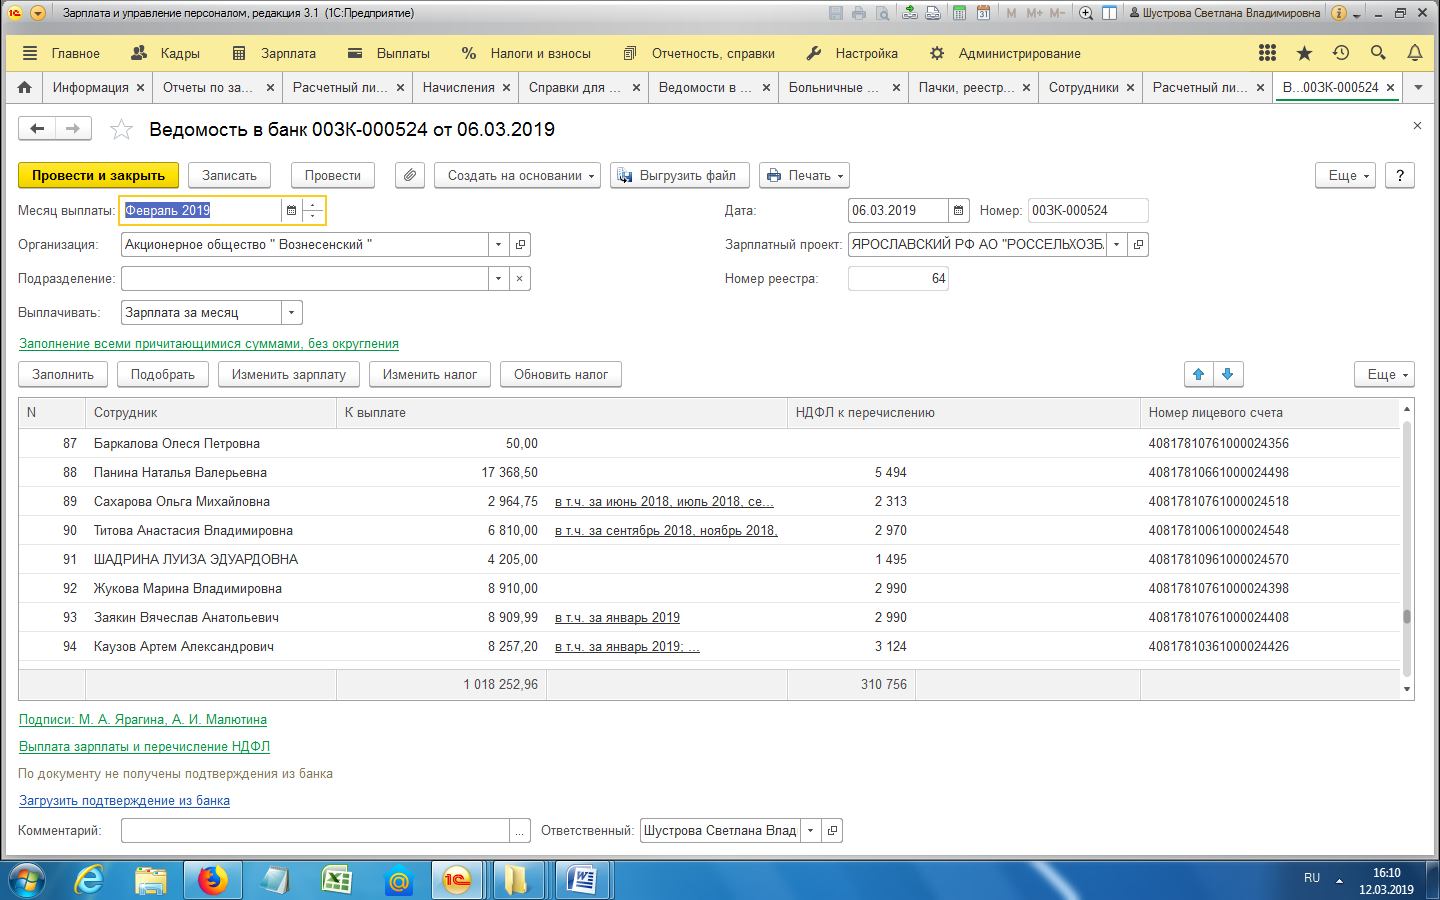 Зарплата и управление персоналом, редакция 3.1 (1С:Предприятие)
M M+ M− Шустрова Светлана Владимировна
Главное Кадры Зарплата Выплаты Налоги и взносы Отчетность, справки Настройка Администрирование
Информация Отчеты по за... Расчетный ли... Начисления Справки для ... Ведомости в ... Больничные ... Пачки, реестр... Сотрудники Расчетный ли... В...00ЗК-000524
Ведомость в банк 00ЗК-000524 от 06.03.2019
Провести и закрыть Записать Провести Создать на основании Выгрузить файл Печать Еще ?
Месяц выплаты: Февраль 2019 Дата: 06.03.2019 Номер: 00ЗК-000524
Организация: Акционерное общество " Вознесенский " Зарплатный проект: ЯРОСЛАВСКИЙ РФ АО "РОССЕЛЬХОЗБ
Подразделение: Номер реестра: 64
Выплачивать: Зарплата за месяц
Заполнение всеми причитающимися суммами, без округления
Заполнить Подобрать Изменить зарплату Изменить налог Обновить налог Еще
N Сотрудник К выплате НДФЛ к перечислению Номер лицевого счета
87 Баркалова Олеся Петровна 50,00 40817810761000024356
88 Панина Наталья Валерьевна 17 368,50 5 494 40817810661000024498
89 Сахарова Ольга Михайловна 2 964,75 в т.ч. за июнь 2018, июль 2018, се... 2 313 40817810761000024518
90 Титова Анастасия Владимировна 6 810,00 в т.ч. за сентябрь 2018, ноябрь 2018, 2 970 40817810061000024548
91 ШАДРИНА ЛУИЗА ЭДУАРДОВНА 4 205,00 1 495 40817810961000024570
92 Жукова Марина Владимировна 8 910,00 2 990 40817810661000024398
93 Заякин Вячеслав Анатольевич 8 909,99 в т.ч. за январь 2019 2 990 40817810761000024408
94 Каузов Артем Александрович 8 257,20 в т.ч. за январь 2019; ... 3 124 40817810361000024426
1 018 252,96 310 756
Подписи: М. А. Ярагина, А. И. Малютина
Выплата зарплаты и перечисление НДФЛ
По документу не получены подтверждения из банка
Загрузить подтверждение из банка
Комментарий: ... Ответственный: Шустрова Светлана Влад
RU 16:10
12.03.2019